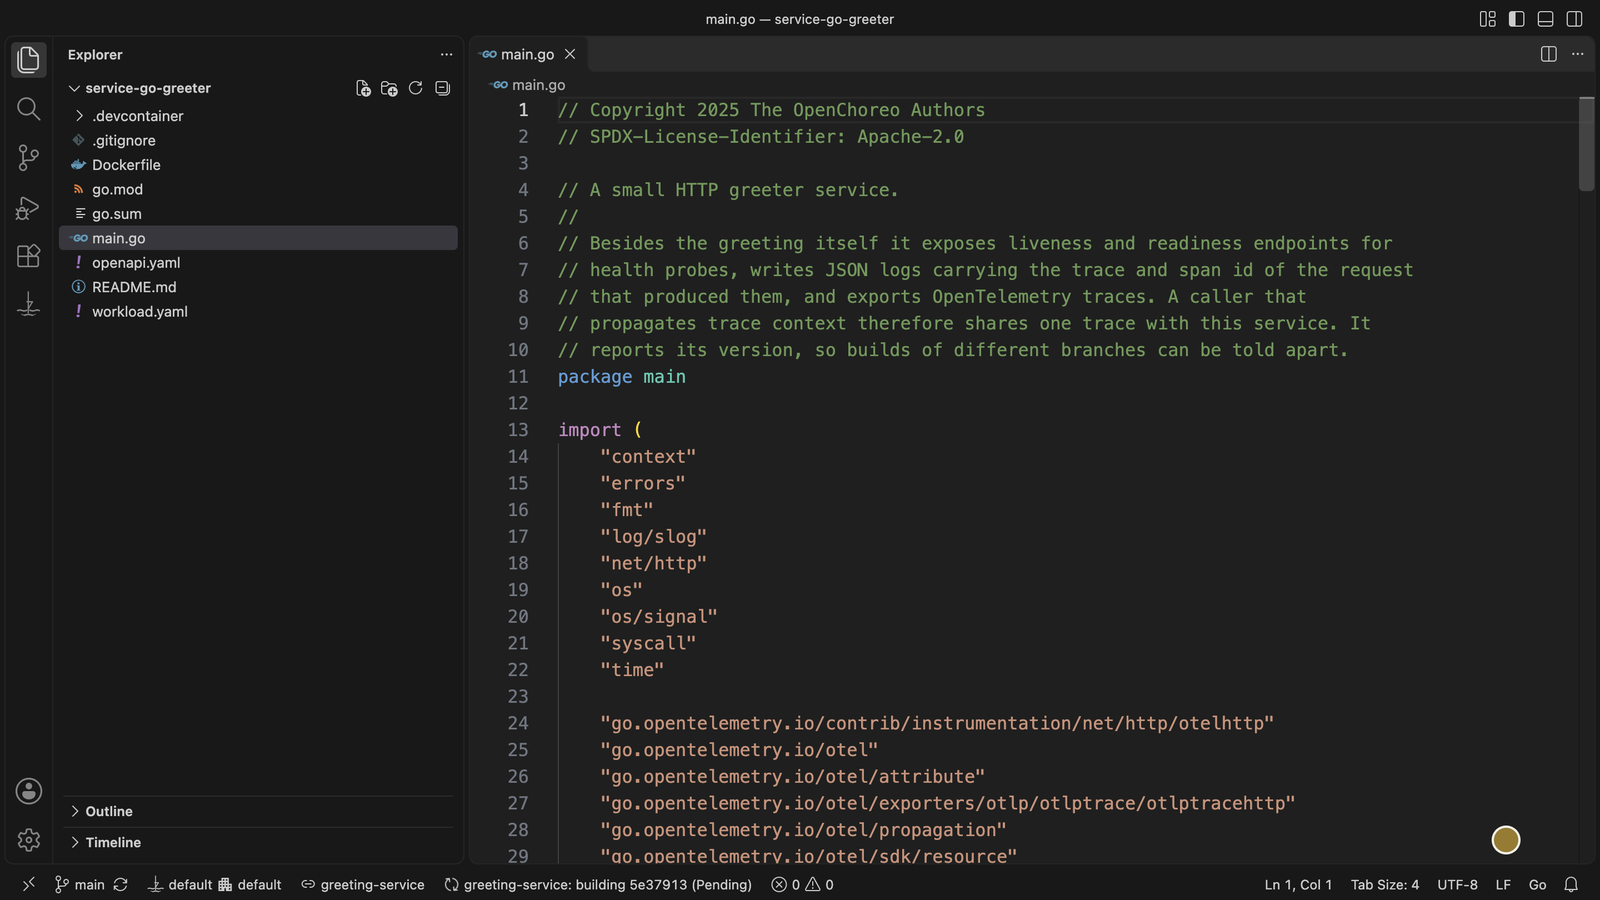 main.go — service-go-greeter
Explorer
service-go-greeter
.devcontainer
.gitignore
Dockerfile
go.mod
go.sum
GO main.go
! openapi.yaml
README.md
! workload.yaml
Outline
Timeline
GO main.go
GO main.go
1 // Copyright 2025 The OpenChoreo Authors
2 // SPDX-License-Identifier: Apache-2.0
3
4 // A small HTTP greeter service.
5 //
6 // Besides the greeting itself it exposes liveness and readiness endpoints for
7 // health probes, writes JSON logs carrying the trace and span id of the request
8 // that produced them, and exports OpenTelemetry traces. A caller that
9 // propagates trace context therefore shares one trace with this service. It
10 // reports its version, so builds of different branches can be told apart.
11 package main
12
13 import (
14 "context"
15 "errors"
16 "fmt"
17 "log/slog"
18 "net/http"
19 "os"
20 "os/signal"
21 "syscall"
22 "time"
23
24 "go.opentelemetry.io/contrib/instrumentation/net/http/otelhttp"
25 "go.opentelemetry.io/otel"
26 "go.opentelemetry.io/otel/attribute"
27 "go.opentelemetry.io/otel/exporters/otlp/otlptrace/otlptracehttp"
28 "go.opentelemetry.io/otel/propagation"
29 "go.opentelemetry.io/otel/sdk/resource"
main default default greeting-service greeting-service: building 5e37913 (Pending) 0 0 Ln 1, Col 1 Tab Size: 4 UTF-8 LF Go